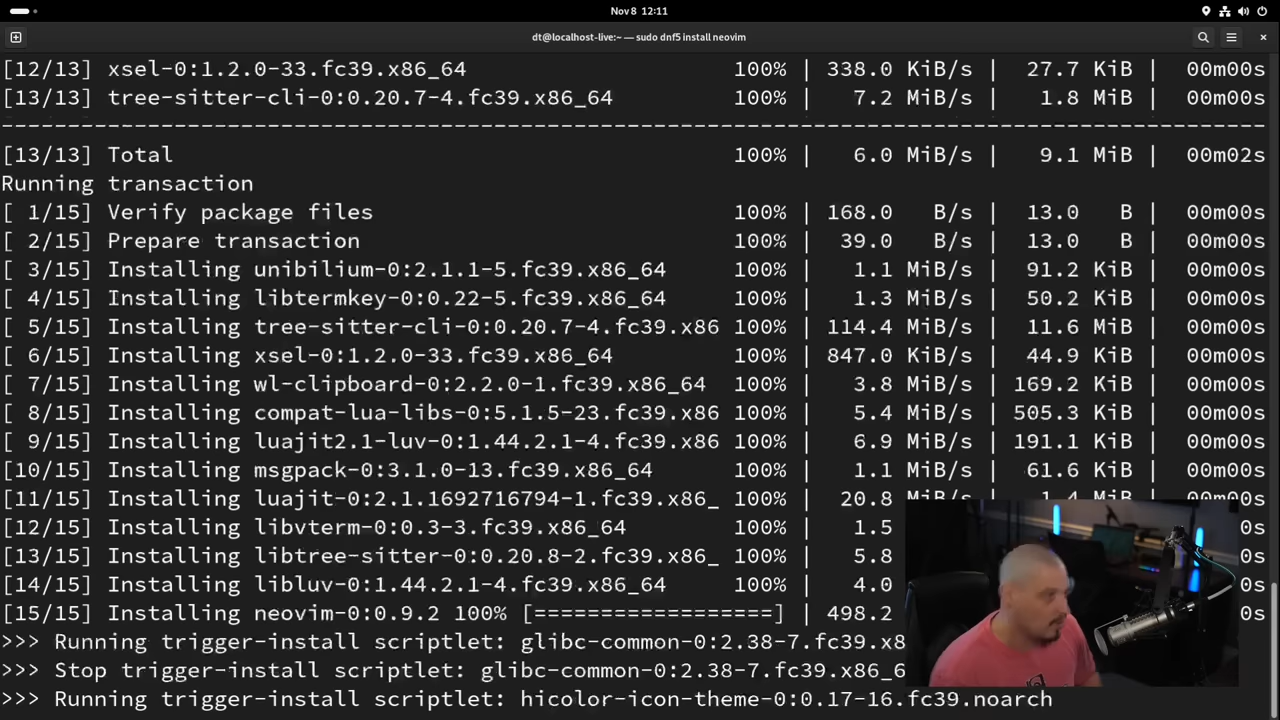 Nov 8 12:11
dt@localhost-live:~ — sudo dnf5 install neovim
[12/13] xsel-0:1.2.0-33.fc39.x86_64 100% | 338.0 KiB/s | 27.7 KiB | 00m00s
[13/13] tree-sitter-cli-0:0.20.7-4.fc39.x86_64 100% | 7.2 MiB/s | 1.8 MiB | 00m00s
--------------------------------------------------------------------------------
[13/13] Total 100% | 6.0 MiB/s | 9.1 MiB | 00m02s
Running transaction
[ 1/15] Verify package files 100% | 168.0 B/s | 13.0 B | 00m00s
[ 2/15] Prepare transaction 100% | 39.0 B/s | 13.0 B | 00m00s
[ 3/15] Installing unibilium-0:2.1.1-5.fc39.x86_64 100% | 1.1 MiB/s | 91.2 KiB | 00m00s
[ 4/15] Installing libtermkey-0:0.22-5.fc39.x86_64 100% | 1.3 MiB/s | 50.2 KiB | 00m00s
[ 5/15] Installing tree-sitter-cli-0:0.20.7-4.fc39.x86 100% | 114.4 MiB/s | 11.6 MiB | 00m00s
[ 6/15] Installing xsel-0:1.2.0-33.fc39.x86_64 100% | 847.0 KiB/s | 44.9 KiB | 00m00s
[ 7/15] Installing wl-clipboard-0:2.2.0-1.fc39.x86_64 100% | 3.8 MiB/s | 169.2 KiB | 00m00s
[ 8/15] Installing compat-lua-libs-0:5.1.5-23.fc39.x86 100% | 5.4 MiB/s | 505.3 KiB | 00m00s
[ 9/15] Installing luajit2.1-luv-0:1.44.2.1-4.fc39.x86 100% | 6.9 MiB/s | 191.1 KiB | 00m00s
[10/15] Installing msgpack-0:3.1.0-13.fc39.x86_64 100% | 1.1 MiB/s | 61.6 KiB | 00m00s
[11/15] Installing luajit-0:2.1.1692716794-1.fc39.x86_ 100% | 20.8 MiB/s | 1.4 MiB | 00m00s
[12/15] Installing libvterm-0:0.3-3.fc39.x86_64 100% | 1.5 0s
[13/15] Installing libtree-sitter-0:0.20.8-2.fc39.x86_ 100% | 5.8 0s
[14/15] Installing libluv-0:1.44.2.1-4.fc39.x86_64 100% | 4.0 0s
[15/15] Installing neovim-0:0.9.2 100% [==================] | 498.2 0s
>>> Running trigger-install scriptlet: glibc-common-0:2.38-7.fc39.x8
>>> Stop trigger-install scriptlet: glibc-common-0:2.38-7.fc39.x86_6
>>> Running trigger-install scriptlet: hicolor-icon-theme-0:0.17-16.fc39.noarch